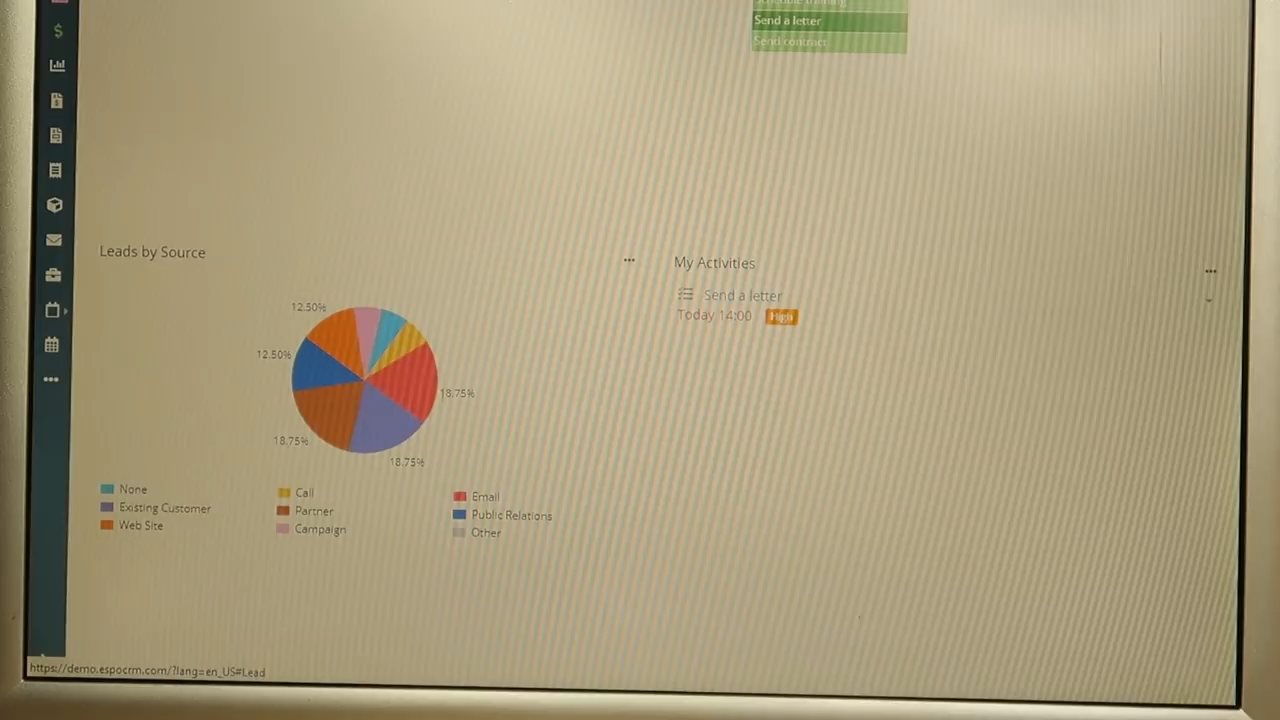 Schedule training
Send a letter
Send contract
Leads by Source
12.50%
12.50%
18.75%
18.75%
18.75%
None
Call
Email
Existing Customer
Partner
Public Relations
Web Site
Campaign
Other
My Activities
Send a letter
Today 14:00 High
https://demo.espocrm.com/?lang=en_US#Lead